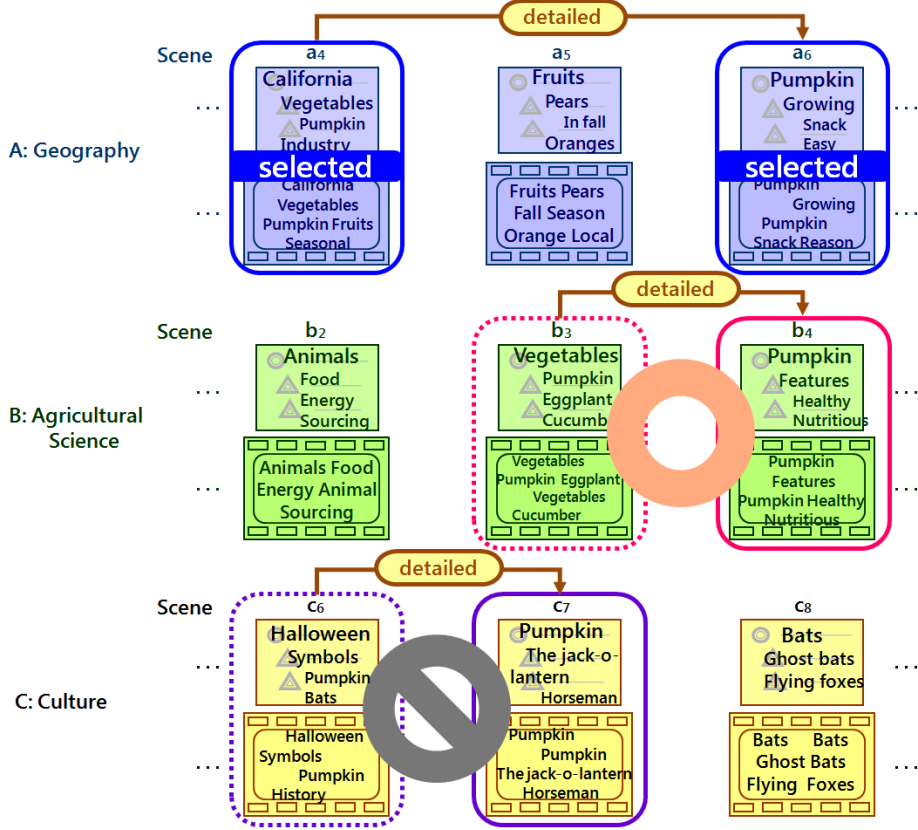 detailed
Scene
a4
a5
a6
California
Vegetables
Pumpkin
Industry
Fruits
Pears
In fall
Oranges
Pumpkin
Growing
Snack
Easy
...
...
A: Geography
selected
selected
California
Vegetables
Pumpkin Fruits
Seasonal
Fruits Pears
Fall Season
Orange Local
Pumpkin
Growing
Pumpkin
Snack Reason
...
...
detailed
Scene
b2
b3
b4
Animals
Food
Energy
Sourcing
Vegetables
Pumpkin
Eggplant
Cucumber
Pumpkin
Features
Healthy
Nutritious
...
...
B: Agricultural
Science
Animals Food
Energy Animal
Sourcing
Vegetables
Pumpkin Eggplant
Vegetables
Cucumber
Pumpkin
Features
Pumpkin Healthy
Nutritious
...
...
detailed
Scene
c6
c7
c8
Halloween
Symbols
Pumpkin
Bats
Pumpkin
The jack-o-
lantern
Horseman
Bats
Ghost bats
Flying foxes
...
...
C: Culture
Halloween
Symbols
Pumpkin
History
Pumpkin
Pumpkin
The jack-o-lantern
Horseman
Bats Bats
Ghost Bats
Flying Foxes
...
...